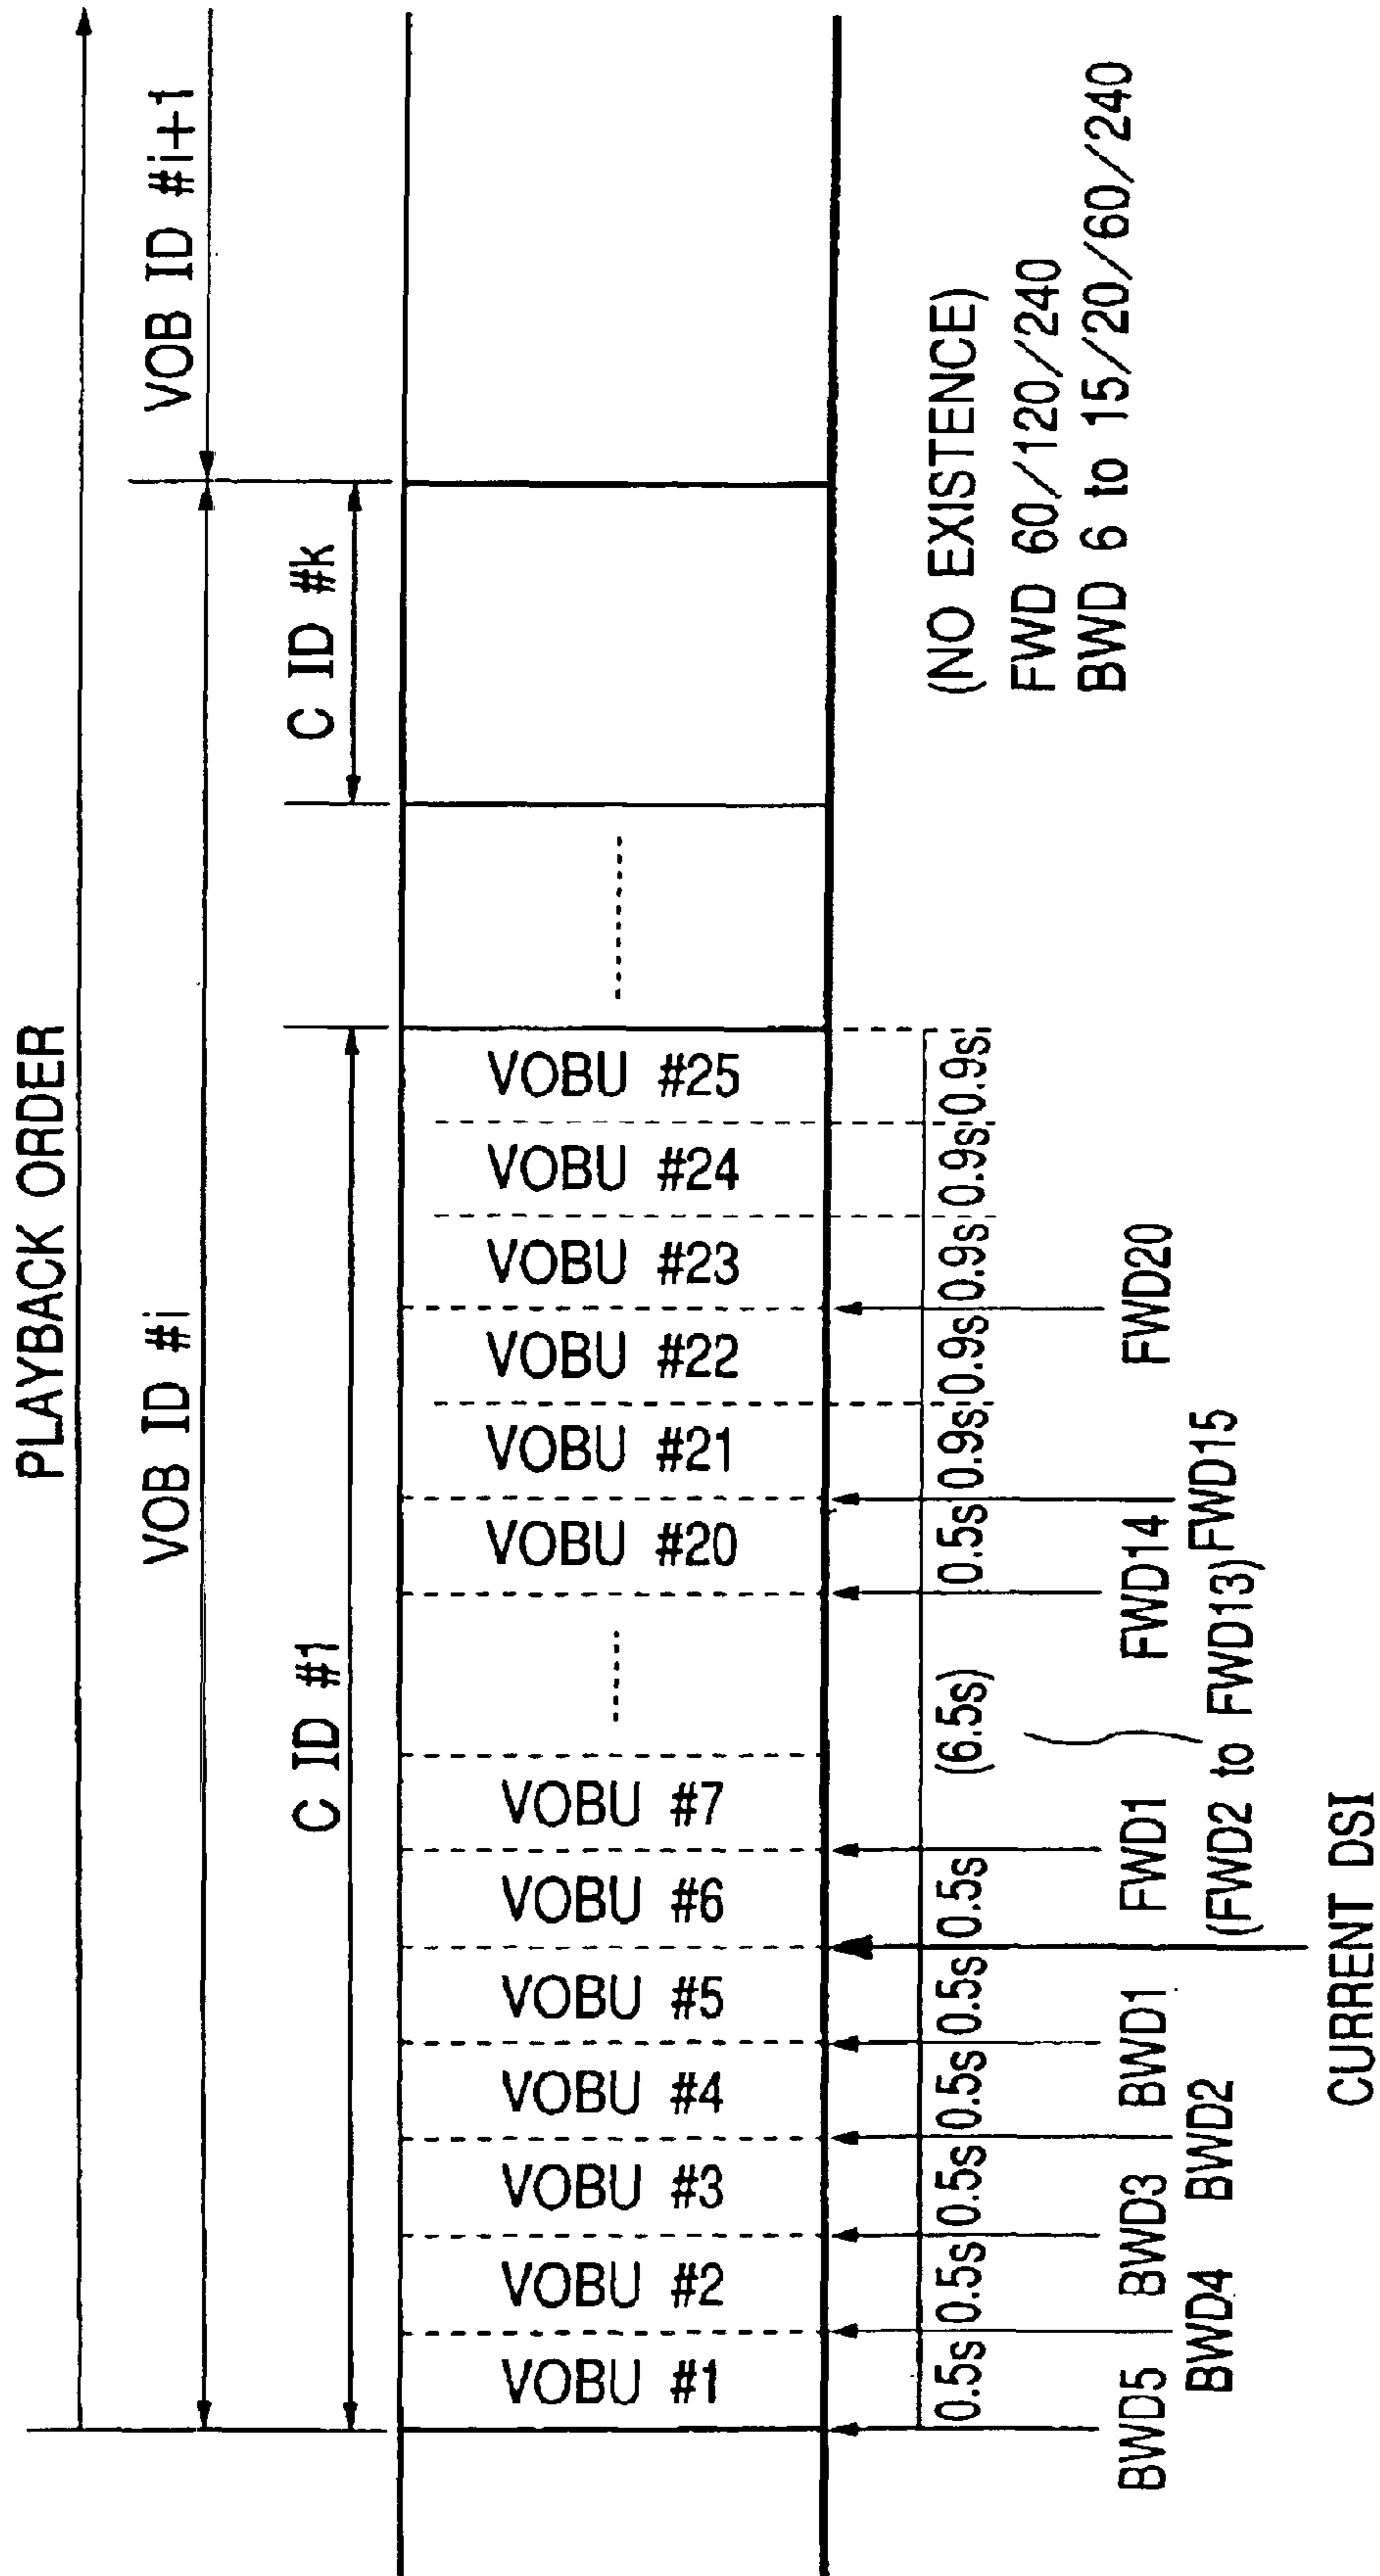 PLAYBACK ORDER
VOB ID #i
VOB ID #i+1
C ID #1
C ID #k
VOBU #1
VOBU #2
VOBU #3
VOBU #4
VOBU #5
VOBU #6
VOBU #7
VOBU #20
VOBU #21
VOBU #22
VOBU #23
VOBU #24
VOBU #25
0.5s 0.5s 0.5s 0.5s 0.5s 0.5s (6.5s) 0.5s 0.9s 0.9s 0.9s 0.9s 0.9s
BWD5 BWD3 BWD1 FWD1 FWD14 FWD20
BWD4 BWD2 (FWD2 to FWD13) FWD15
CURRENT DSI
(NO EXISTENCE)
FWD 60/120/240
BWD 6 to 15/20/60/240